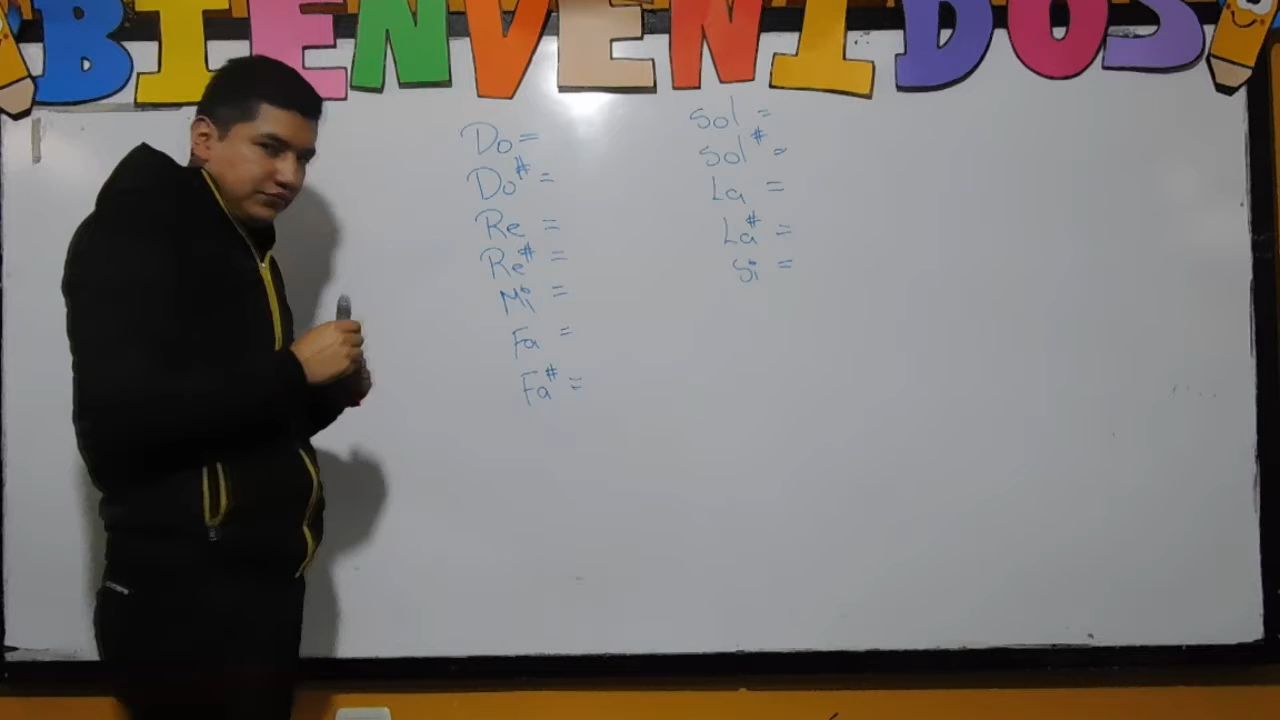 BIENVENIDOS
Do =
Do# =
Re =
Re# =
Mi =
Fa =
Fa# =
Sol =
Sol# =
La =
La# =
Si =